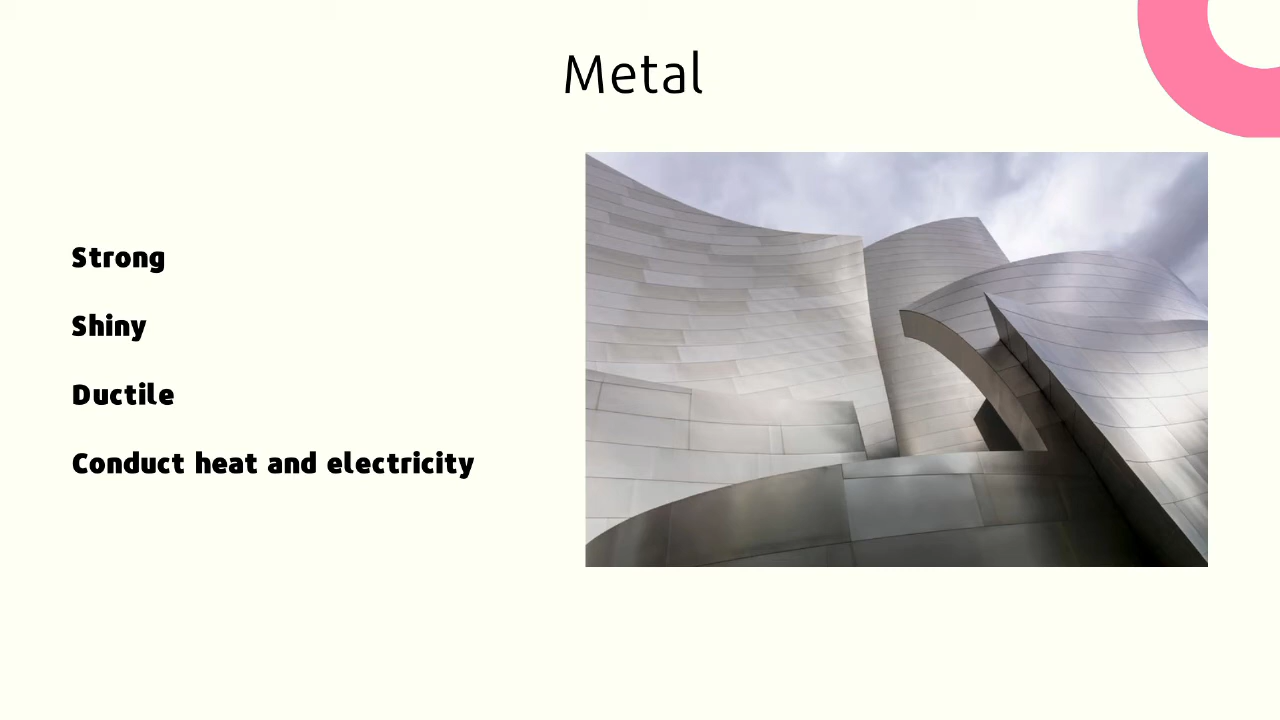 Metal
Strong
Shiny
Ductile
Conduct heat and electricity